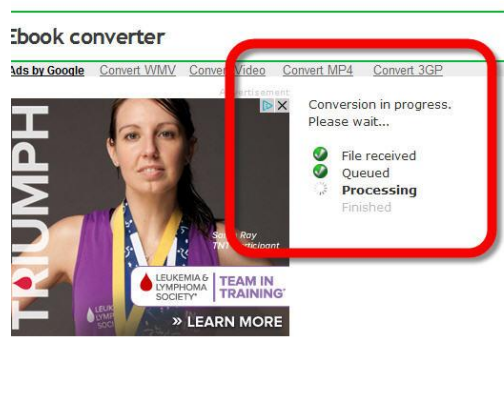 Ebook converter
Ads by Google Convert WMV Convert Video Convert MP4 Convert 3GP
Advertisement
Conversion in progress.
Please wait...
File received
Queued
Processing
Finished
TRIUMPH
Ray
TNT Participant
LEUKEMIA &
LYMPHOMA
SOCIETY®
TEAM IN
TRAINING®
» LEARN MORE